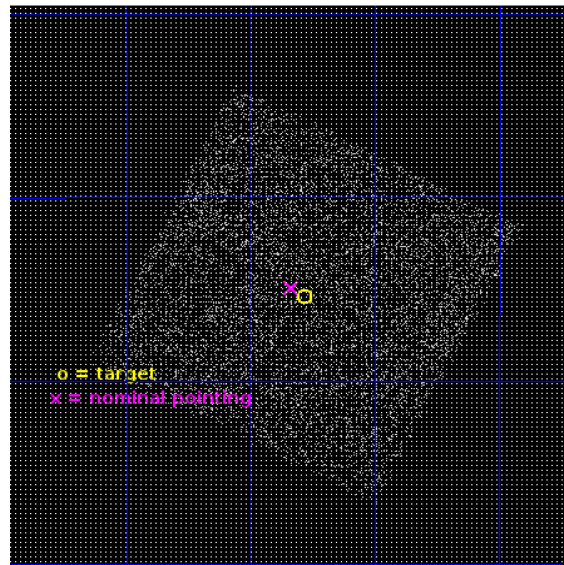 o = target
x = nominal pointing